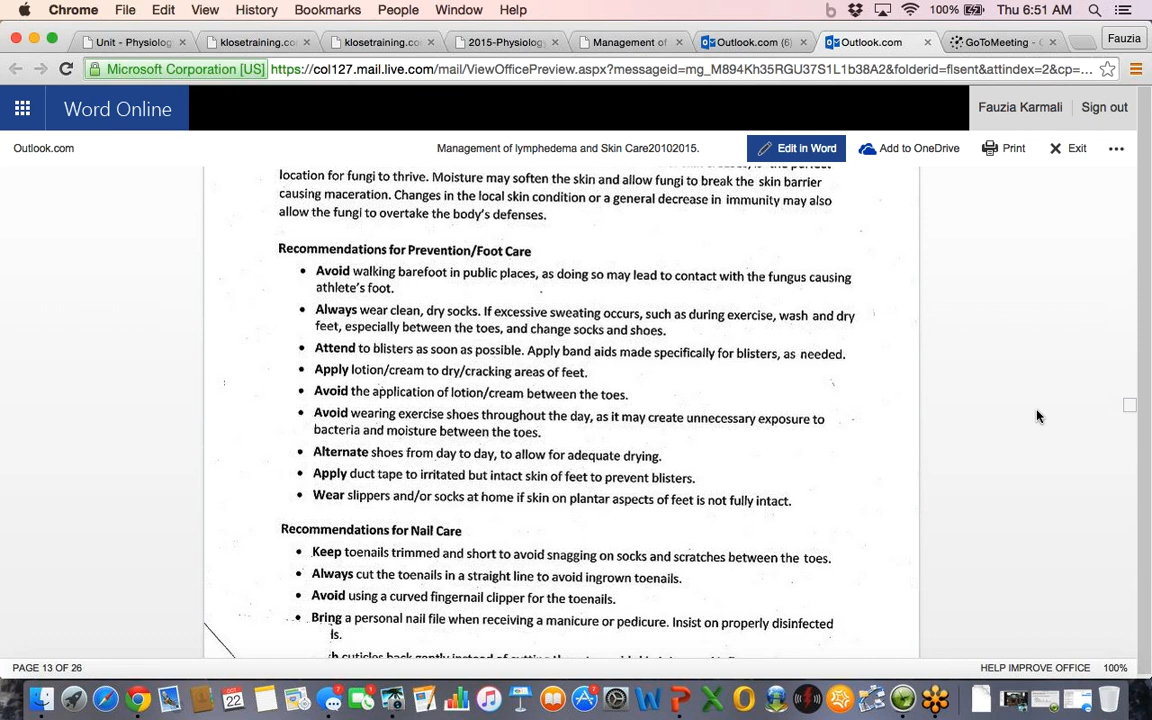 Chrome File Edit View History Bookmarks People Window Help 100% Thu 6:51 AM
Unit - Physiolog klosetraining.co klosetraining.co 2015-Physiology Management of Outlook.com (6) Outlook.com GoToMeeting - Fauzia
Microsoft Corporation [US] https://col127.mail.live.com/mail/ViewOfficePreview.aspx?messageid=mg_M894Kh35RGU37S1L1b38A2&folderid=flsent&attindex=2&cp=...
Word Online Fauzia Karmali Sign out
Outlook.com Management of lymphedema and Skin Care20102015. Edit in Word Add to OneDrive Print Exit
location for fungi to thrive. Moisture may soften the skin and allow fungi to break the skin barrier
causing maceration. Changes in the local skin condition or a general decrease in immunity may also
allow the fungi to overtake the body's defenses.
Recommendations for Prevention/Foot Care
• Avoid walking barefoot in public places, as doing so may lead to contact with the fungus causing
athlete's foot.
• Always wear clean, dry socks. If excessive sweating occurs, such as during exercise, wash and dry
feet, especially between the toes, and change socks and shoes.
• Attend to blisters as soon as possible. Apply band aids made specifically for blisters, as needed.
• Apply lotion/cream to dry/cracking areas of feet.
• Avoid the application of lotion/cream between the toes.
• Avoid wearing exercise shoes throughout the day, as it may create unnecessary exposure to
bacteria and moisture between the toes.
• Alternate shoes from day to day, to allow for adequate drying.
• Apply duct tape to irritated but intact skin of feet to prevent blisters.
• Wear slippers and/or socks at home if skin on plantar aspects of feet is not fully intact.
Recommendations for Nail Care
• Keep toenails trimmed and short to avoid snagging on socks and scratches between the toes.
• Always cut the toenails in a straight line to avoid ingrown toenails.
• Avoid using a curved fingernail clipper for the toenails.
• Bring a personal nail file when receiving a manicure or pedicure. Insist on properly disinfected
ls.
cuticles back gently instead of cutting
PAGE 13 OF 26 HELP IMPROVE OFFICE 100%